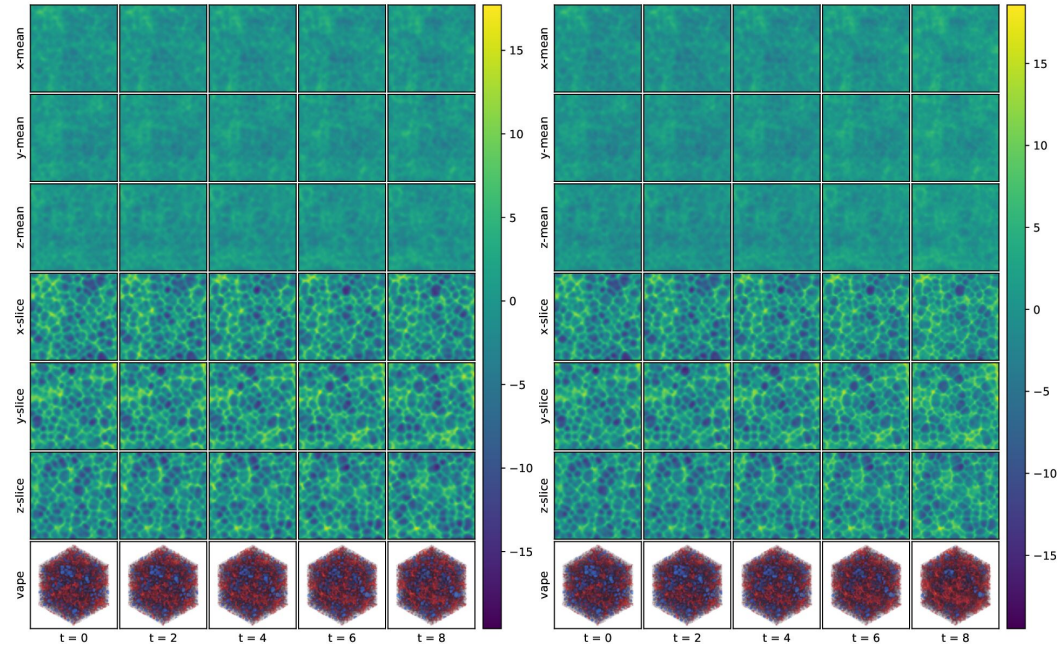 x-mean
y-mean
z-mean
x-slice
y-slice
z-slice
vape
t = 0
t = 2
t = 4
t = 6
t = 8
15
10
5
0
−5
−10
−15
x-mean
y-mean
z-mean
x-slice
y-slice
z-slice
vape
t = 0
t = 2
t = 4
t = 6
t = 8
15
10
5
0
−5
−10
−15